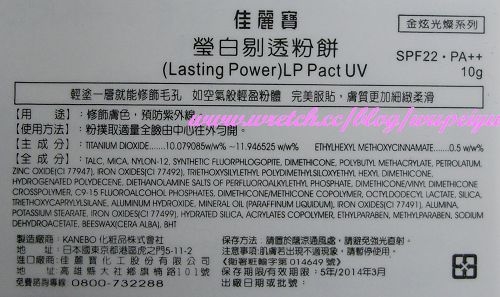 佳麗寶
金炫光燦系列
瑩白剔透粉餅
(Lasting Power)LP Pact UV
SPF22・PA++
10g
輕塗一層就能修飾毛孔 如空氣般輕盈粉體 完美服貼，膚質更加細緻柔滑
【用 途】：修飾膚色，預防紫外線。
【使用方法】：粉撲取適量全臉由中心往外勻開。
【主 成 分】：TITANIUM DIOXIDE......10.079085w/w% ~11.946525 w/w% ETHYLHEXYL METHOXYCINNAMATE......0.5 w/w%
【全 成 分】：TALC, MICA, NYLON-12, SYNTHETIC FLUORPHLOGOPITE, DIMETHICONE, POLYBUTYL METHACRYLATE, PETROLATUM,
ZINC OXIDE(CI 77947), IRON OXIDES(CI77492), TRIETHOXYSILYLETHYL POLYDIMETHYLSILOXYETHYL HEXYL DIMETHICONE,
HYDROGENATED POLYDECENE, DIETHANOLAMINE SALTS OF PERFLUOROALKYLETHYL PHOSPHATE, DIMETHICONE/VINYL DIMETHICONE
CROSSPOLYMER, C9-15 FLUOROALCOHOL PHOSPHATES, DIMETHICONE/METHICONE COPOLYMER, OCTYLDODECYL LACTATE, SILICA,
TRIETHOXYCAPRYLYLSILANE, ALUMINUM HYDROXIDE, MINERAL OIL (PARAFFINUM LIQUIDUM), IRON OXIDES(CI 77491), ALUMINA,
POTASSIUM STEARATE, IRON OXIDES(CI 77499), HYDRATED SILICA, ACRYLATES COPOLYMER, ETHYLPARABEN, METHYLPARABEN, SODIUM
DEHYDROACETATE, BEESWAX(CERA ALBA), BHT
製造廠商：KANEBO 化粧品株式會社
地 址：日本國東京都港區虎之門5-11-2
進口廠商：佳麗寶化工股份有限公司
地 址：高雄縣大社鄉旗楠路101號
免費諮詢 0800-732288
保存方法：請置於蔭涼通風處，請避免強光直射。
注意事項：肌膚若出現不適現象，請暫停使用。
(衛署粧輸字第 014649 號)
保存期限/有效期限：5年/2014年3月
出廠日期或批號：
www.wretch.cc/blog/